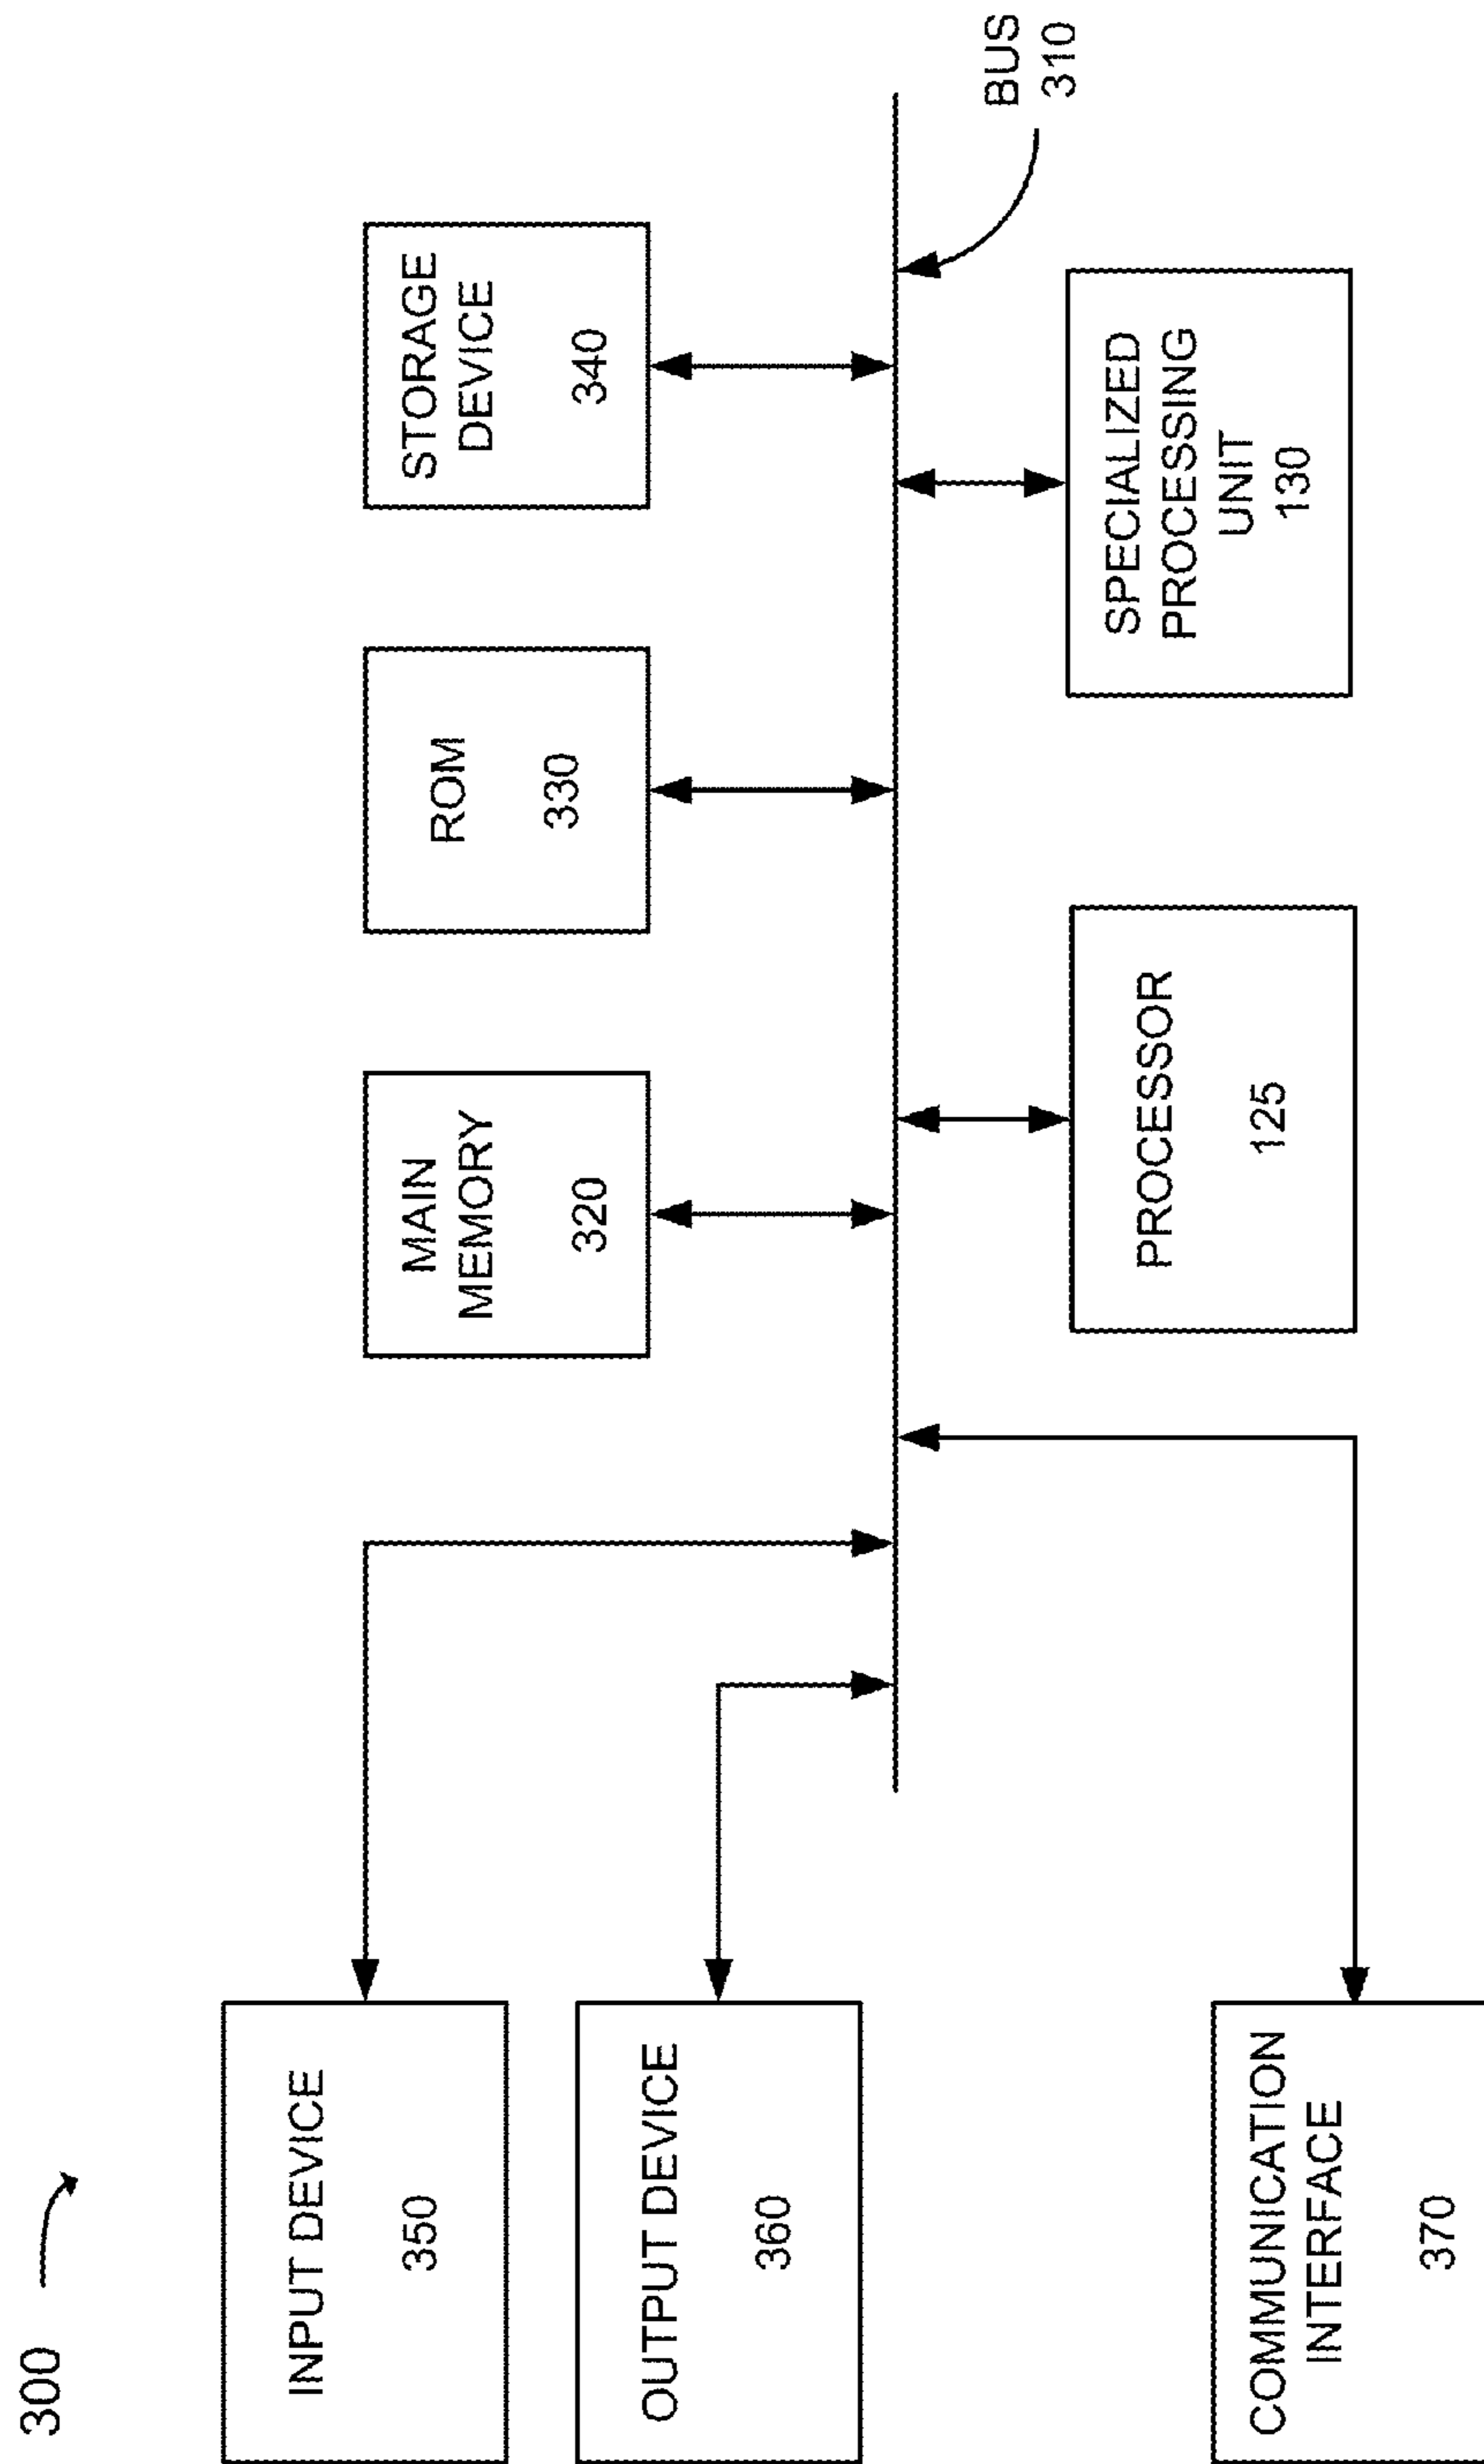 300
INPUT DEVICE
350
OUTPUT DEVICE
360
COMMUNICATION
INTERFACE
370
MAIN
MEMORY
320
ROM
330
STORAGE
DEVICE
340
PROCESSOR
125
SPECIALIZED
PROCESSING
UNIT
130
BUS
310